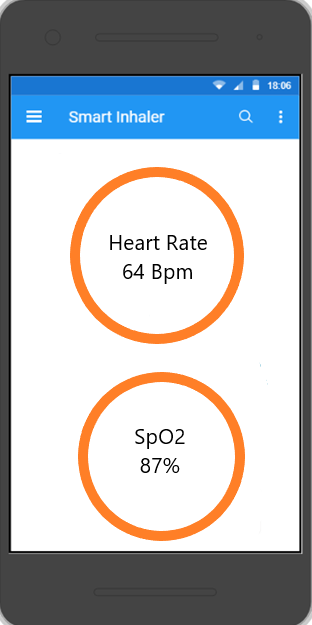 18:06
Smart Inhaler
Heart Rate
64 Bpm
SpO2
87%